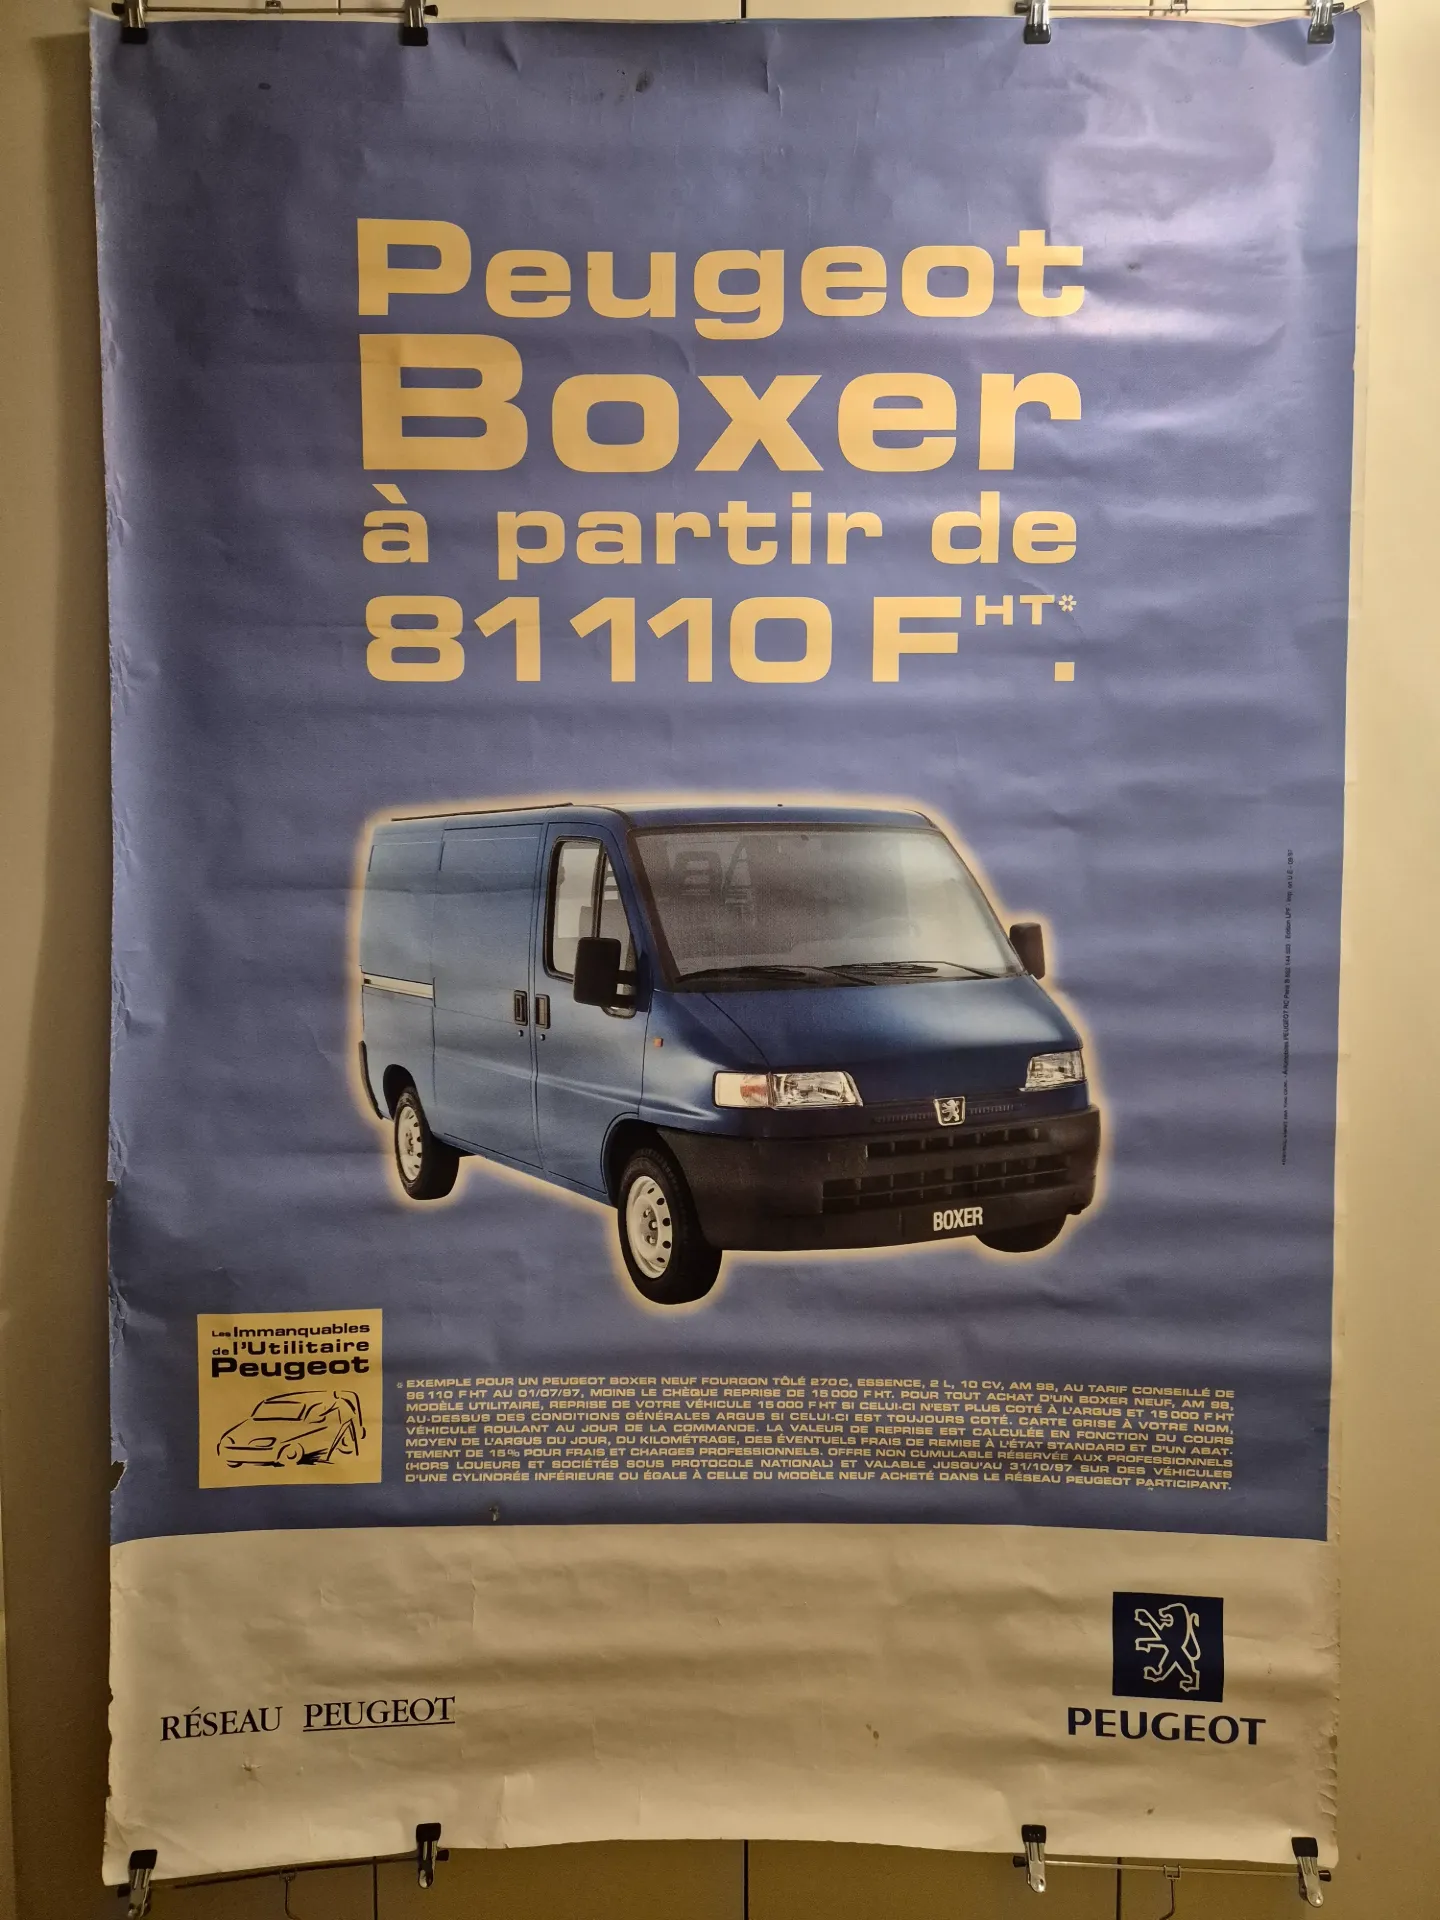 Peugeot
Boxer
à partir de
81110 F HT*.
BOXER
Les Immanquables
de l'Utilitaire
Peugeot
* EXEMPLE POUR UN PEUGEOT BOXER NEUF FOURGON TÔLÉ 270 C, ESSENCE, 2 L, 10 CV, AM 98, AU TARIF CONSEILLÉ DE
96 110 F HT AU 01/07/97, MOINS LE CHÈQUE REPRISE DE 15 000 F HT. POUR TOUT ACHAT D'UN BOXER NEUF, AM 98,
MODÈLE UTILITAIRE, REPRISE DE VOTRE VÉHICULE 15 000 F HT SI CELUI-CI N'EST PLUS COTÉ À L'ARGUS ET 15 000 F HT
AU-DESSUS DES CONDITIONS GÉNÉRALES ARGUS SI CELUI-CI EST TOUJOURS COTÉ. CARTE GRISE À VOTRE NOM,
VÉHICULE ROULANT AU JOUR DE LA COMMANDE. LA VALEUR DE REPRISE EST CALCULÉE EN FONCTION DU COURS
MOYEN DE L'ARGUS DU JOUR, DU KILOMÉTRAGE, DES ÉVENTUELS FRAIS DE REMISE À L'ÉTAT STANDARD ET D'UN ABAT-
TEMENT DE 15 % POUR FRAIS ET CHARGES PROFESSIONNELS. OFFRE NON CUMULABLE RÉSERVÉE AUX PROFESSIONNELS
(HORS LOUEURS ET SOCIÉTÉS SOUS PROTOCOLE NATIONAL) ET VALABLE JUSQU'AU 31/10/97 SUR DES VÉHICULES
D'UNE CYLINDRÉE INFÉRIEURE OU ÉGALE À CELLE DU MODÈLE NEUF ACHETÉ DANS LE RÉSEAU PEUGEOT PARTICIPANT.
RÉSEAU PEUGEOT
PEUGEOT